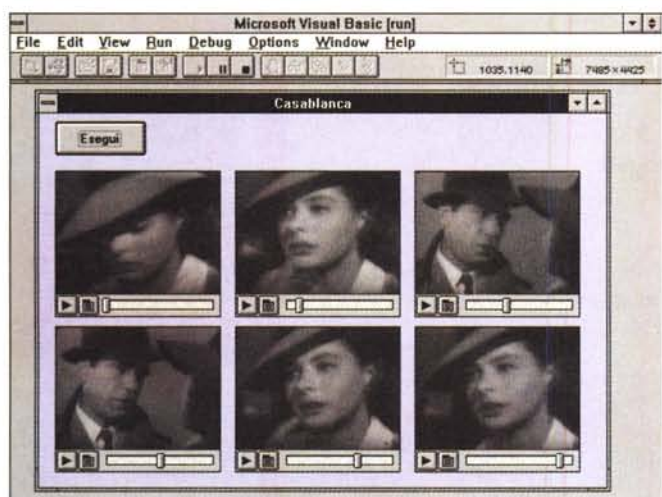 Microsoft Visual Basic [run]
File Edit View Run Debug Options Window Help
1035,1140 7485×4425
Casablanca
Esegui